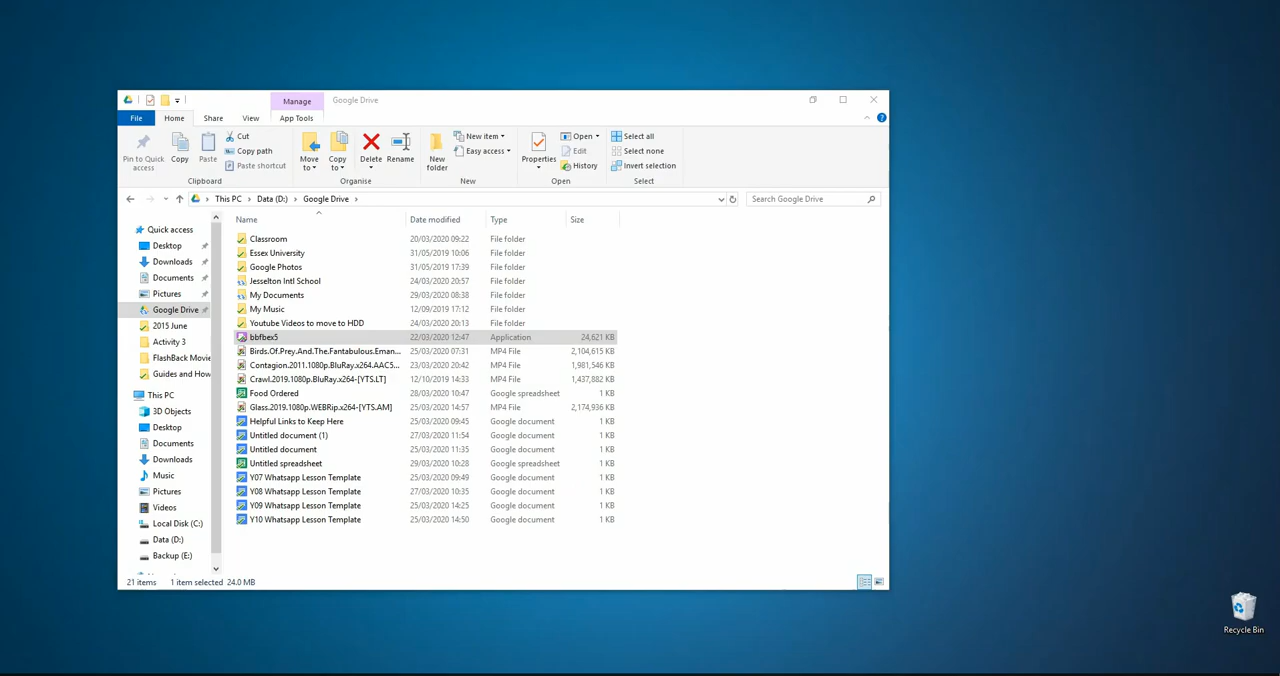 Manage Google Drive
File Home Share View App Tools
Pin to Quick access
Copy
Paste
Cut
Copy path
Paste shortcut
Clipboard
Move to
Copy to
Delete
Rename
Organise
New folder
New item
Easy access
New
Properties
Open
Edit
History
Open
Select all
Select none
Invert selection
Select
This PC Data (D:) Google Drive
Search Google Drive
Quick access
Desktop
Downloads
Documents
Pictures
Google Drive
2015 June
Activity 3
FlashBack Movie
Guides and How
This PC
3D Objects
Desktop
Documents
Downloads
Music
Pictures
Videos
Local Disk (C:)
Data (D:)
Backup (E:)
Name Date modified Type Size
Classroom 20/03/2020 09:22 File folder
Essex University 31/05/2019 10:06 File folder
Google Photos 31/05/2019 17:39 File folder
Jesselton Intl School 24/03/2020 20:57 File folder
My Documents 29/03/2020 08:38 File folder
My Music 12/09/2019 17:12 File folder
Youtube Videos to move to HDD 24/03/2020 20:13 File folder
bbfbex5 22/03/2020 12:47 Application 24,621 KB
Birds.Of.Prey.And.The.Fantabulous.Eman... 25/03/2020 07:31 MP4 File 2,104,615 KB
Contagion.2011.1080p.BluRay.x264.AAC5... 23/03/2020 20:42 MP4 File 1,981,546 KB
Crawl.2019.1080p.BluRay.x264-[YTS.LT] 12/10/2019 14:33 MP4 File 1,437,882 KB
Food Ordered 28/03/2020 10:47 Google spreadsheet 1 KB
Glass.2019.1080p.WEBRip.x264-[YTS.AM] 25/03/2020 14:57 MP4 File 2,174,936 KB
Helpful Links to Keep Here 25/03/2020 09:45 Google document 1 KB
Untitled document (1) 27/03/2020 11:54 Google document 1 KB
Untitled document 25/03/2020 11:35 Google document 1 KB
Untitled spreadsheet 29/03/2020 10:28 Google spreadsheet 1 KB
Y07 Whatsapp Lesson Template 25/03/2020 09:49 Google document 1 KB
Y08 Whatsapp Lesson Template 27/03/2020 10:35 Google document 1 KB
Y09 Whatsapp Lesson Template 25/03/2020 14:25 Google document 1 KB
Y10 Whatsapp Lesson Template 25/03/2020 14:50 Google document 1 KB
21 items 1 item selected 24.0 MB
Recycle Bin